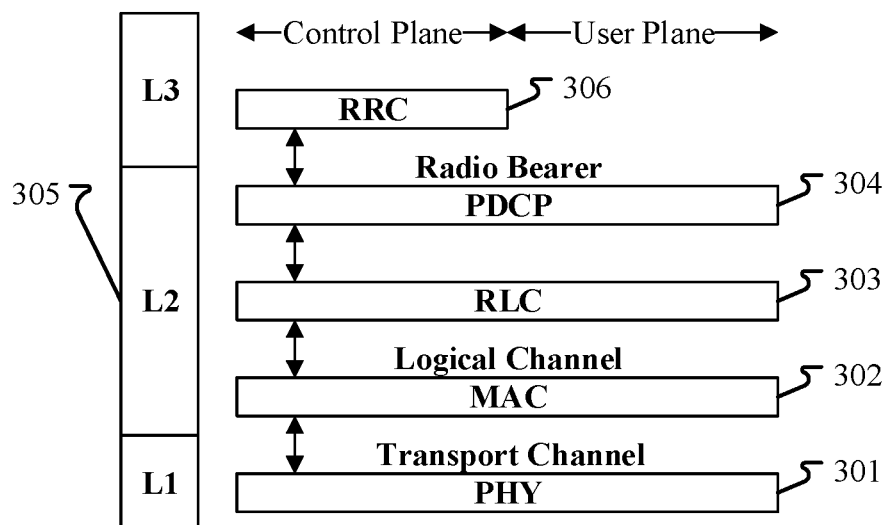 Control Plane User Plane
L3
RRC
306
Radio Bearer
305
304
PDCP
L2
303
RLC
Logical Channel
302
MAC
Transport Channel
301
L1
PHY